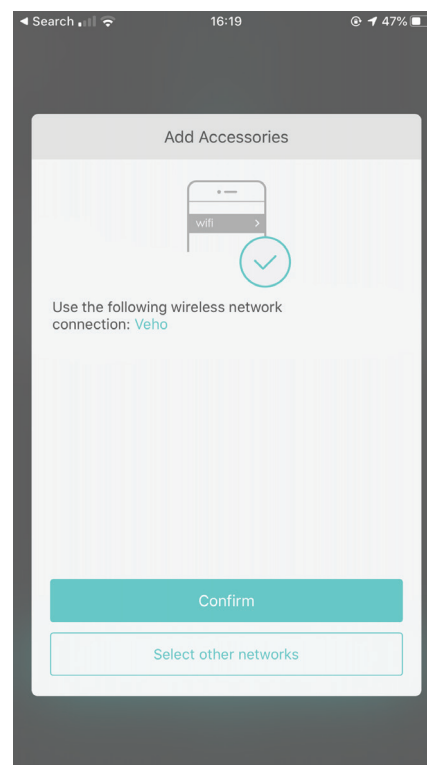 Search 16:19 47%
Add Accessories
wifi
Use the following wireless network
connection: Veho
Confirm
Select other networks